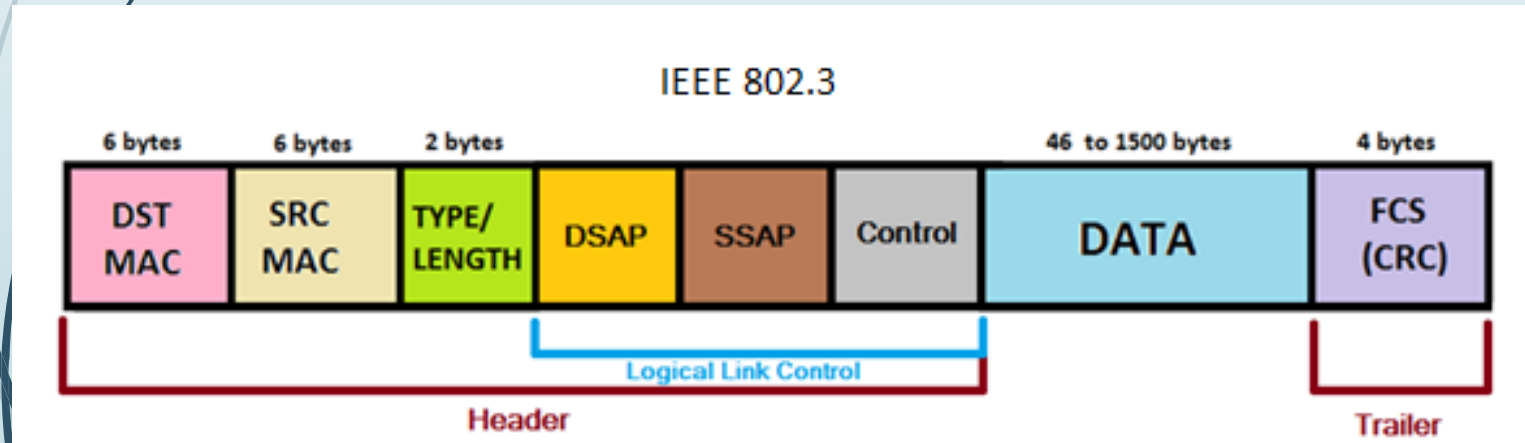 IEEE 802.3
6 bytes
6 bytes
2 bytes
46 to 1500 bytes
4 bytes
DST
MAC
SRC
MAC
TYPE/
LENGTH
DSAP
SSAP
Control
DATA
FCS
(CRC)
Logical Link Control
Header
Trailer